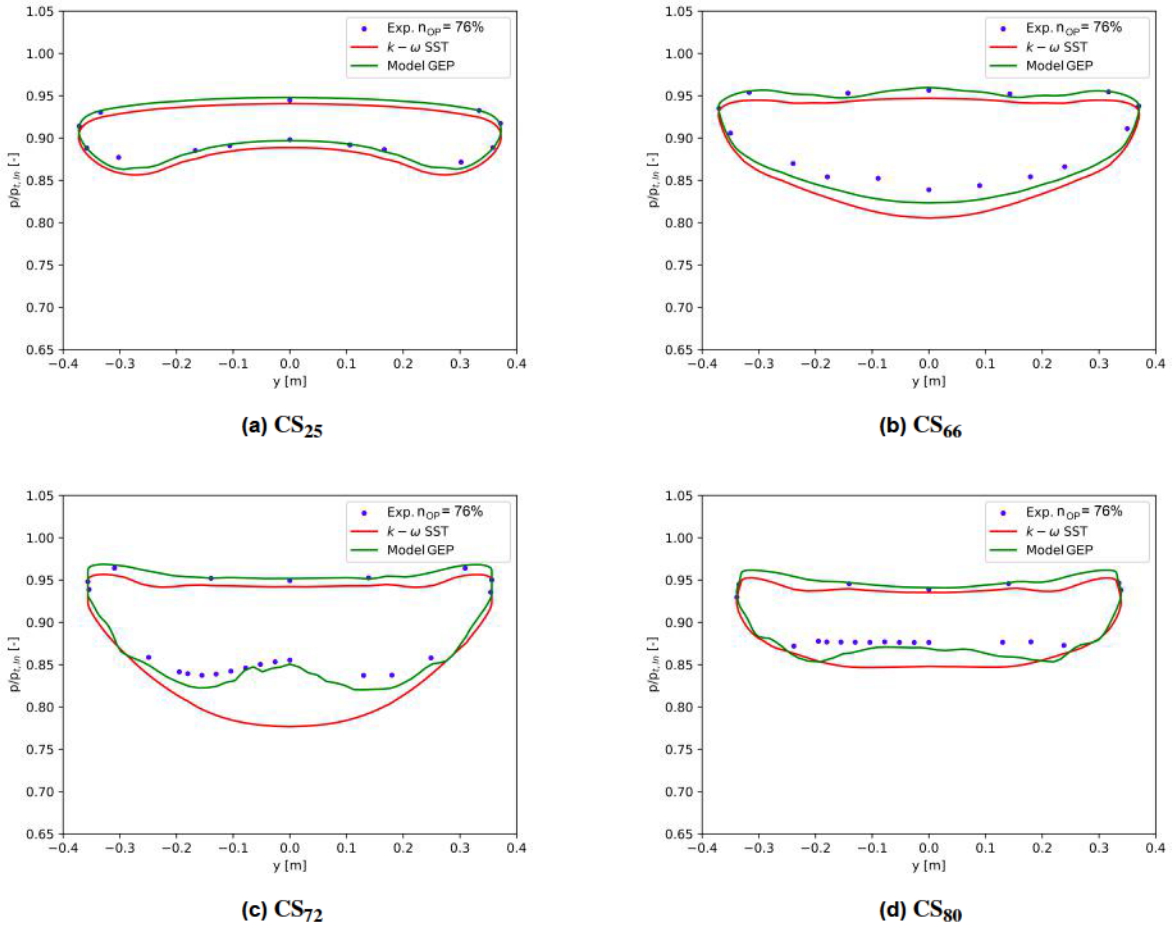 1.05
1.00
0.95
0.90
0.85
0.80
0.75
0.70
0.65
p/p_{t,in} [-]
Exp. n_{OP} = 76%
k − ω SST
Model GEP
−0.4 −0.3 −0.2 −0.1 0.0 0.1 0.2 0.3 0.4
y [m]
(a) CS_{25}
1.05
1.00
0.95
0.90
0.85
0.80
0.75
0.70
0.65
p/p_{t,in} [-]
Exp. n_{OP} = 76%
k − ω SST
Model GEP
−0.4 −0.3 −0.2 −0.1 0.0 0.1 0.2 0.3 0.4
y [m]
(b) CS_{66}
1.05
1.00
0.95
0.90
0.85
0.80
0.75
0.70
0.65
p/p_{t,in} [-]
Exp. n_{OP} = 76%
k − ω SST
Model GEP
−0.4 −0.3 −0.2 −0.1 0.0 0.1 0.2 0.3 0.4
y [m]
(c) CS_{72}
1.05
1.00
0.95
0.90
0.85
0.80
0.75
0.70
0.65
p/p_{t,in} [-]
Exp. n_{OP} = 76%
k − ω SST
Model GEP
−0.4 −0.3 −0.2 −0.1 0.0 0.1 0.2 0.3 0.4
y [m]
(d) CS_{80}